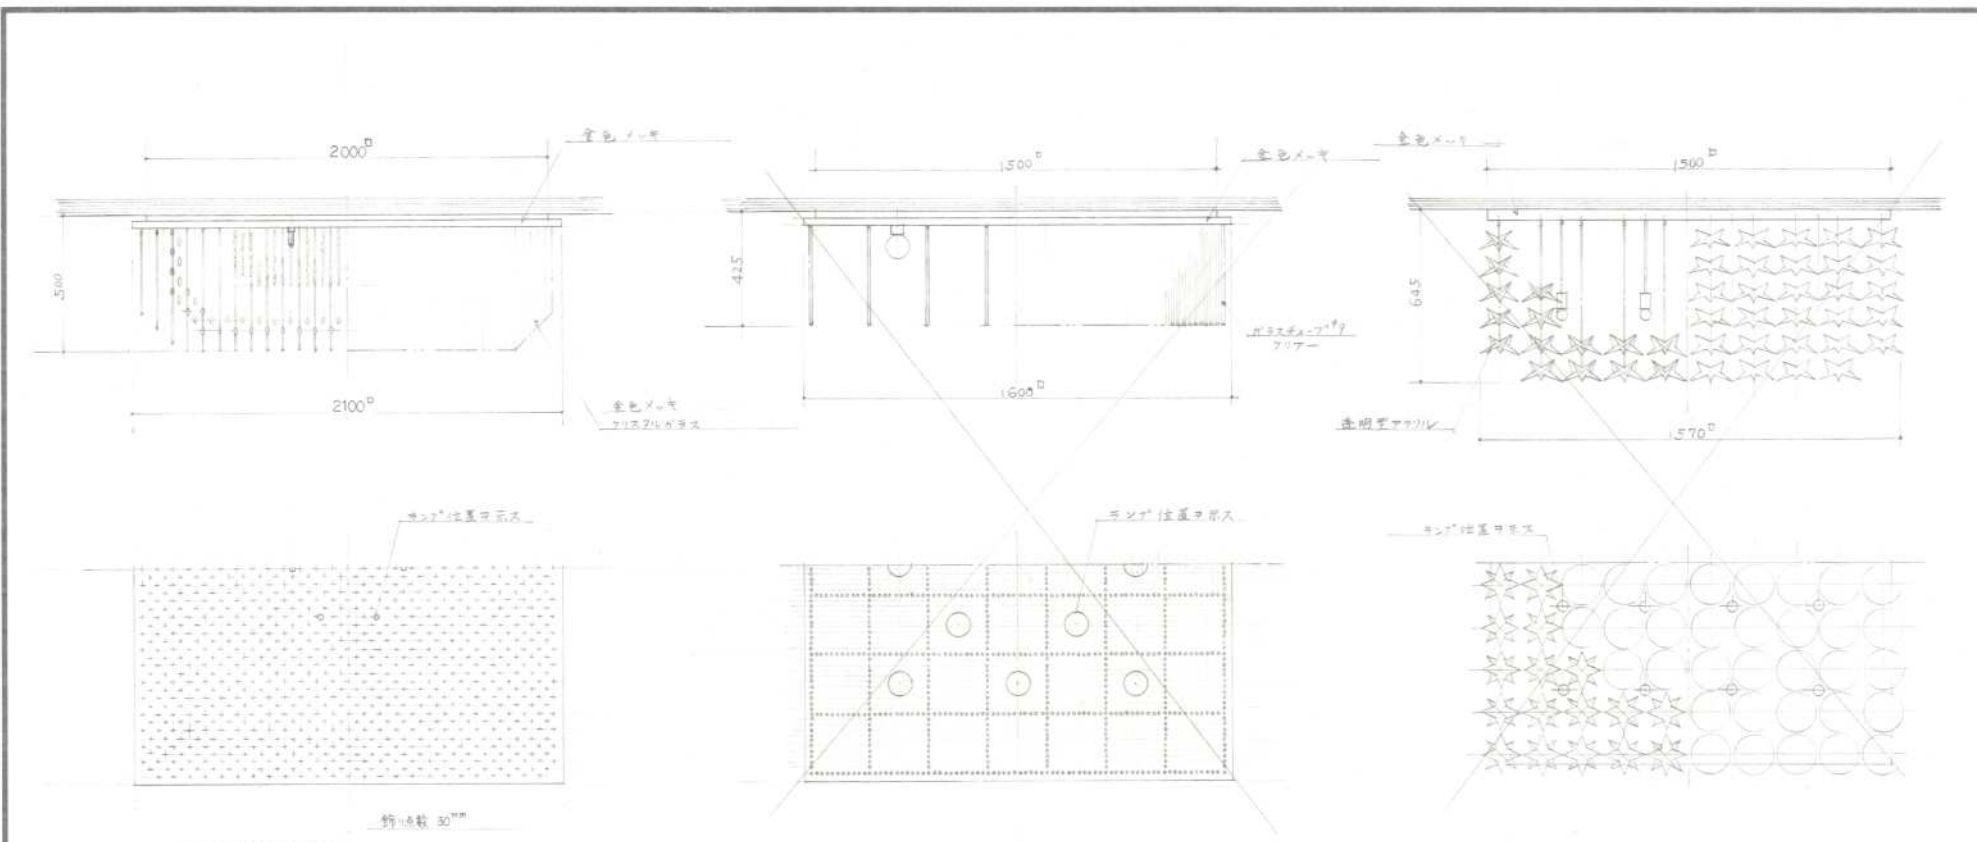 2000□
金色メッキ
500
2100□
金色メッキ
クリスタルガラス
1500□
金色メッキ
425
ガラスチューブφ9
クリアー
1600□
金色メッキ
1500□
645
透明型アクリル
1570□
ランプ位置ヲ示ス
ランプ位置ヲ示ス
ランプ位置ヲ示ス
30mm